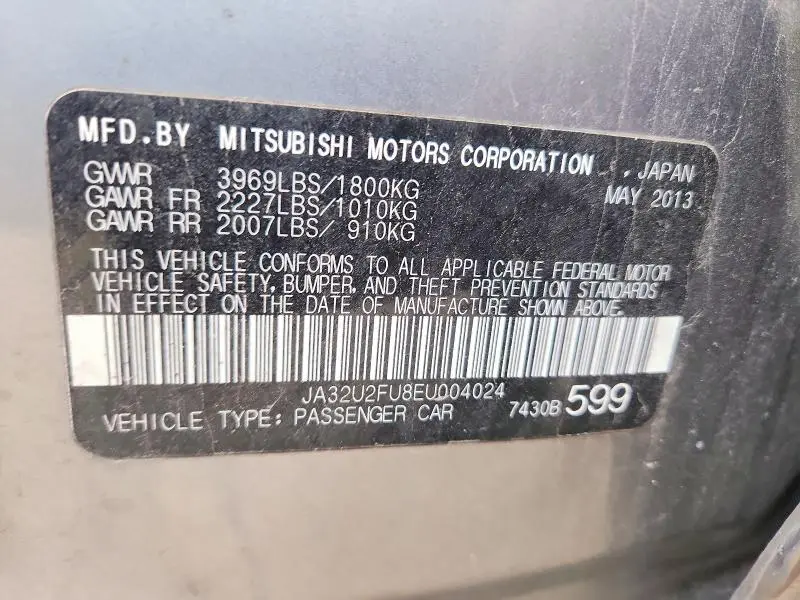 MFD.BY MITSUBISHI MOTORS CORPORATION , JAPAN
GVWR 3969LBS/1800KG MAY 2013
GAWR FR 2227LBS/1010KG
GAWR RR 2007LBS/ 910KG
THIS VEHICLE CONFORMS TO ALL APPLICABLE FEDERAL MOTOR
VEHICLE SAFETY, BUMPER, AND THEFT PREVENTION STANDARDS
IN EFFECT ON THE DATE OF MANUFACTURE SHOWN ABOVE.
JA32U2FU8EU004024
VEHICLE TYPE: PASSENGER CAR 7430B 599